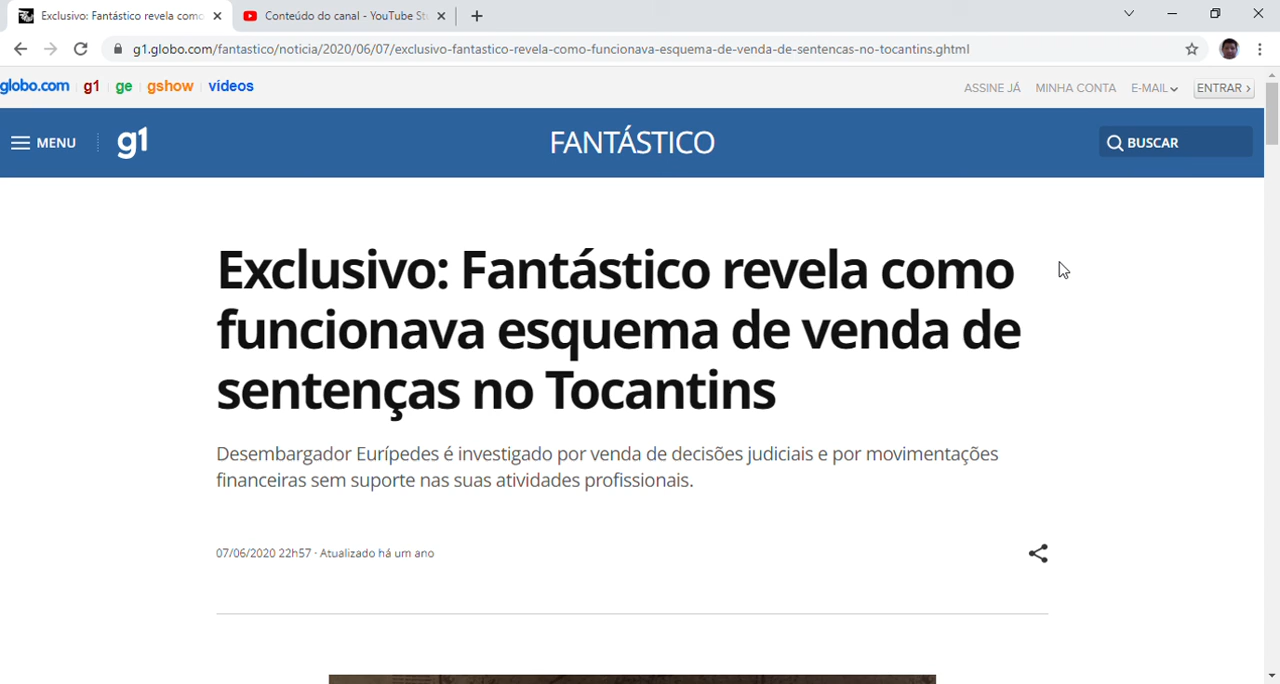 Exclusivo: Fantástico revela como
Conteúdo do canal - YouTube St
g1.globo.com/fantastico/noticia/2020/06/07/exclusivo-fantastico-revela-como-funcionava-esquema-de-venda-de-sentencas-no-tocantins.ghtml
globo.com g1 ge gshow videos ASSINE JÁ MINHA CONTA E-MAIL ENTRAR ›
MENU g1 FANTÁSTICO BUSCAR
Exclusivo: Fantástico revela como
funcionava esquema de venda de
sentenças no Tocantins
Desembargador Eurípedes é investigado por venda de decisões judiciais e por movimentações
financeiras sem suporte nas suas atividades profissionais.
07/06/2020 22h57 · Atualizado há um ano